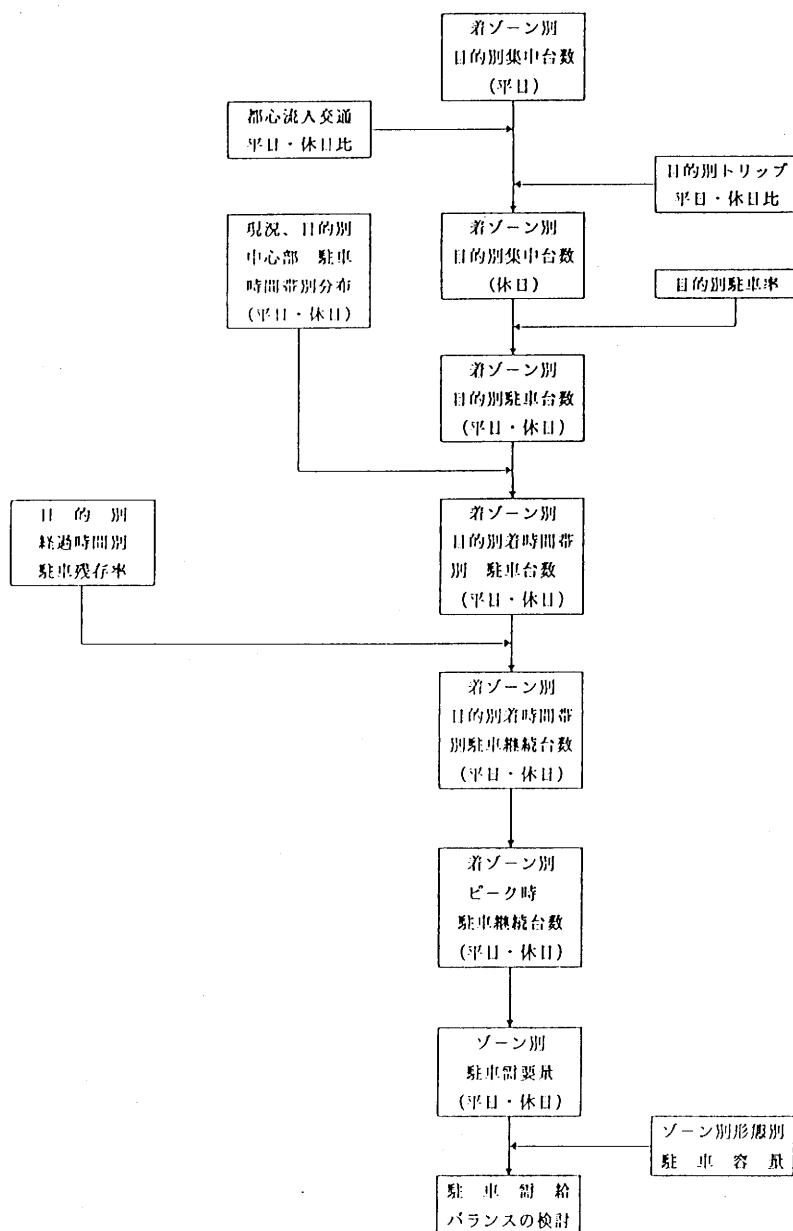 着ゾーン別
目的別集中台数
(平日)
都心流入交通
平日・休日比
目的別トリップ
平日・休日比
現況、目的別
中心部 駐車
時間帯別分布
(平日・休日)
着ゾーン別
目的別集中台数
(休日)
目的別駐車率
着ゾーン別
目的別駐車台数
(平日・休日)
目的別
経過時間別
駐車残存率
着ゾーン別
目的別着時間帯
別 駐車台数
(平日・休日)
着ゾーン別
目的別着時間帯
別駐車継続台数
(平日・休日)
着ゾーン別
ピーク時
駐車継続台数
(平日・休日)
ゾーン別
駐車需要量
(平日・休日)
ゾーン別形態別
駐車容量
駐車需給
バランスの検討